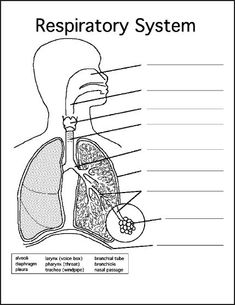 Respiratory System
alveoli larynx (voice box) bronchial tube
diaphragm pharynx (throat) bronchiole
pleura trachea (windpipe) nasal passage